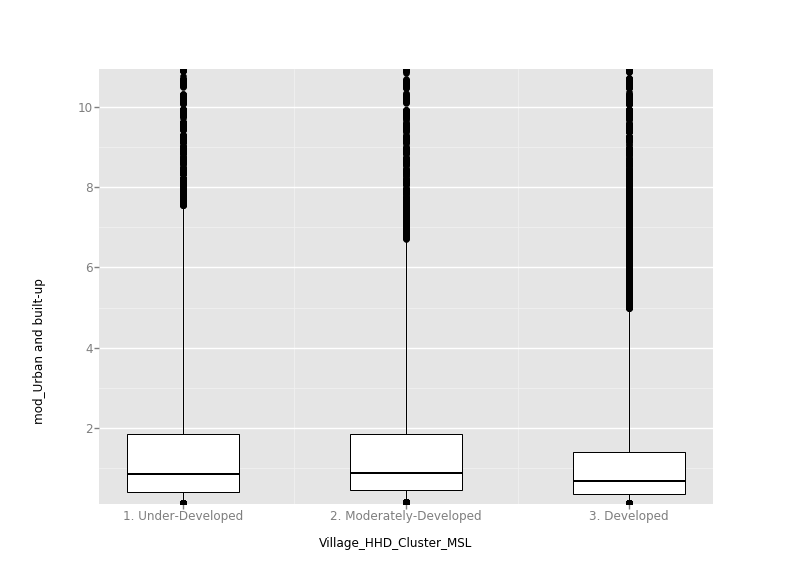 10
8
6
4
2
mod_Urban and built-up
1. Under-Developed
2. Moderately-Developed
3. Developed
Village_HHD_Cluster_MSL